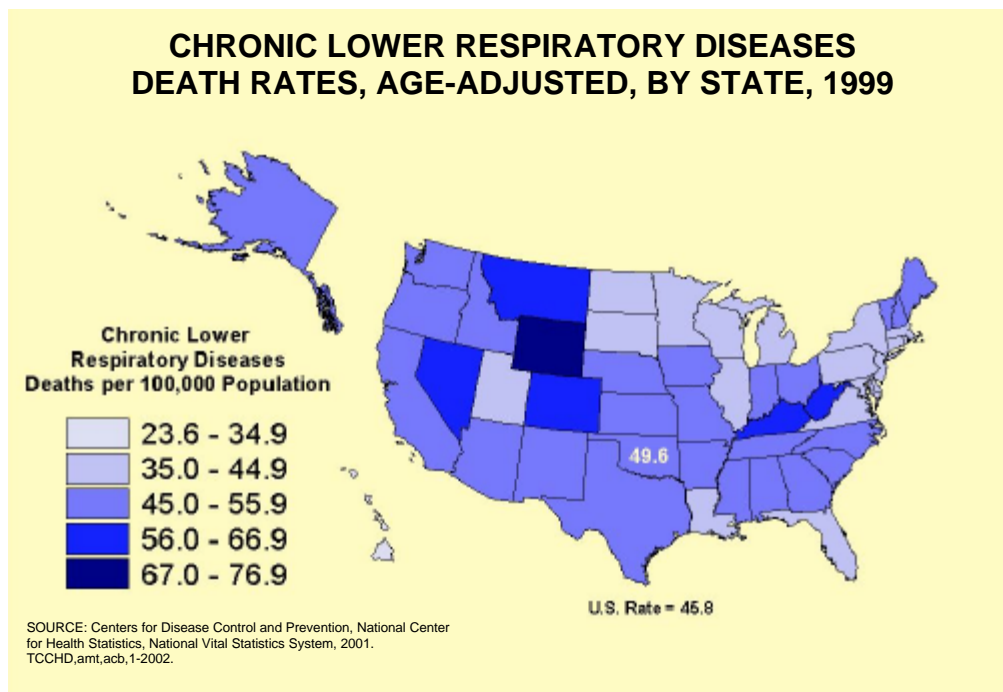 CHRONIC LOWER RESPIRATORY DISEASES
DEATH RATES, AGE-ADJUSTED, BY STATE, 1999
Chronic Lower
Respiratory Diseases
Deaths per 100,000 Population
23.6 - 34.9
35.0 - 44.9
45.0 - 55.9
56.0 - 66.9
67.0 - 76.9
49.6
U.S. Rate = 45.8
SOURCE: Centers for Disease Control and Prevention, National Center
for Health Statistics, National Vital Statistics System, 2001.
TCCHD,amt,acb,1-2002.